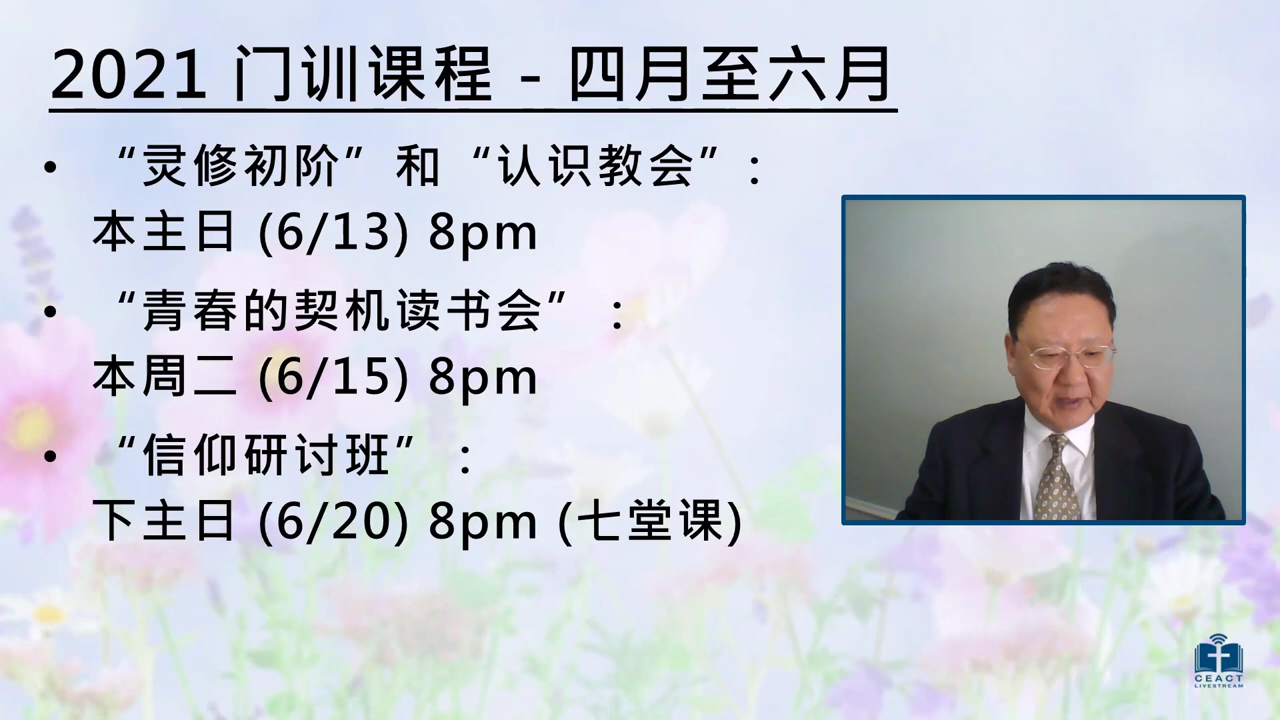 2021 门训课程 - 四月至六月
• “灵修初阶” 和 “认识教会”:
本主日 (6/13) 8pm
• “青春的契机读书会” :
本周二 (6/15) 8pm
• “信仰研讨班” :
下主日 (6/20) 8pm (七堂课)
CEACT
LIVESTREAM